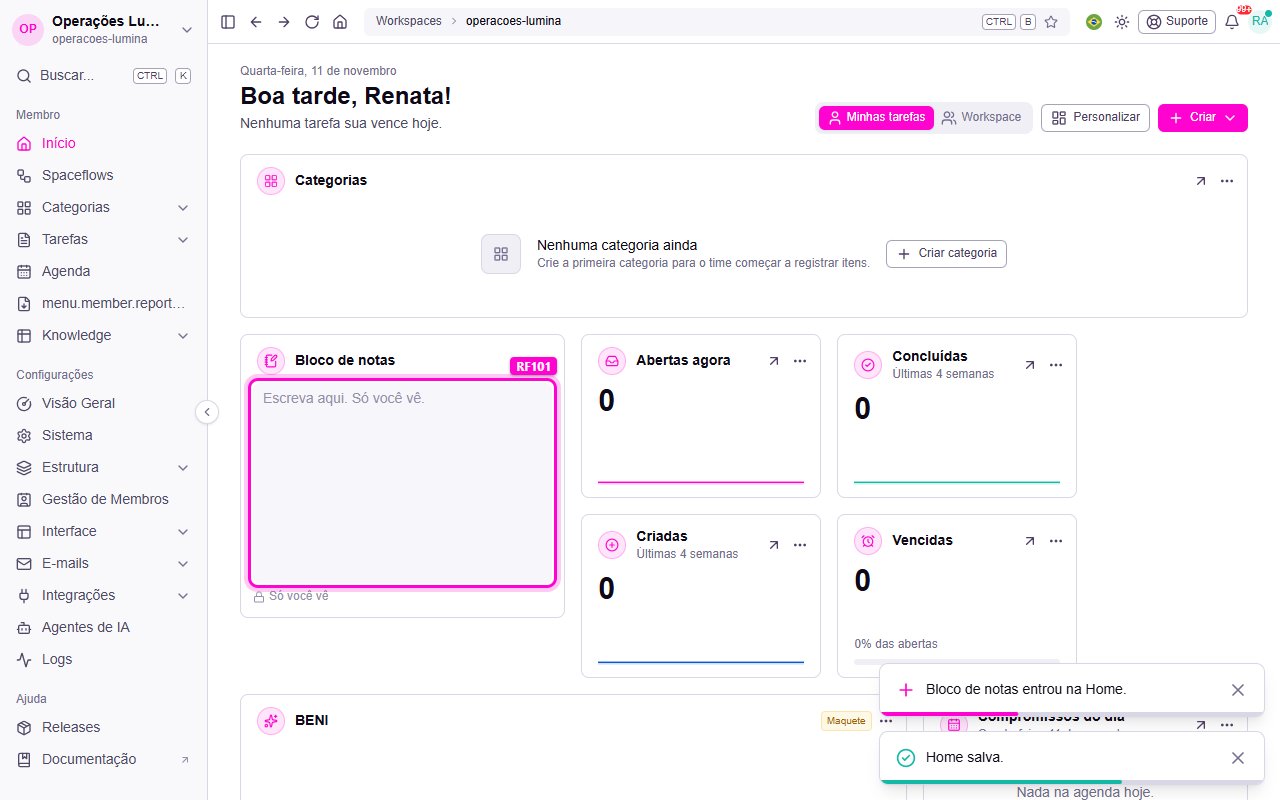 OP
Operações Lu...
operacoes-lumina
Workspaces
operacoes-lumina
CTRL B
Suporte
99+
RA
Buscar...
CTRL K
Membro
Início
Spaceflows
Categorias
Tarefas
Agenda
menu.member.report...
Knowledge
Configurações
Visão Geral
Sistema
Estrutura
Gestão de Membros
Interface
E-mails
Integrações
Agentes de IA
Logs
Ajuda
Releases
Documentação
Quarta-feira, 11 de novembro
Boa tarde, Renata!
Nenhuma tarefa sua vence hoje.
Minhas tarefas
Workspace
Personalizar
Criar
Categorias
Nenhuma categoria ainda
Crie a primeira categoria para o time começar a registrar itens.
Criar categoria
Bloco de notas
RF101
Escreva aqui. Só você vê.
Só você vê
Abertas agora
0
Concluídas
Últimas 4 semanas
0
Criadas
Últimas 4 semanas
0
Vencidas
0
0% das abertas
BENI
Maquete
Compromissos do dia
Nada na agenda hoje.
Bloco de notas entrou na Home.
Home salva.